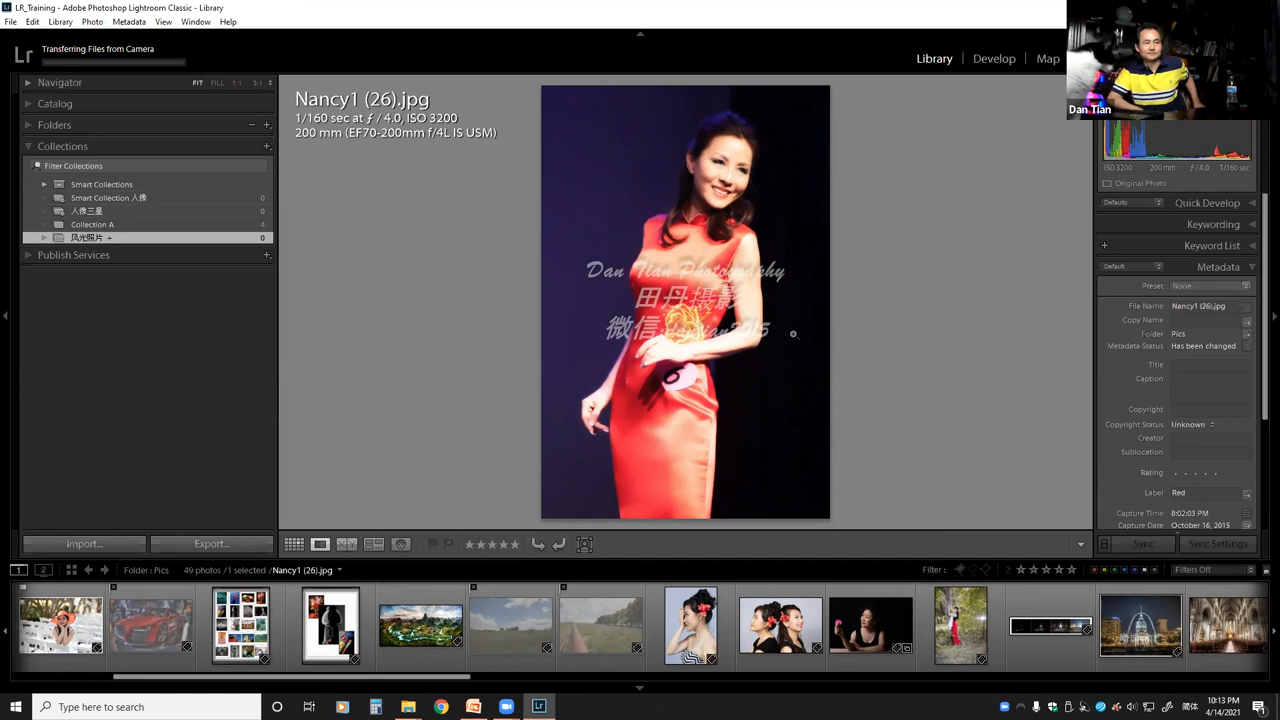 LR_Training - Adobe Photoshop Lightroom Classic - Library
File Edit Library Photo Metadata View Window Help
Lr Transferring Files from Camera
Library | Develop | Map
Dan Tian
Navigator FIT FILL 1:1 3:1
Catalog
Folders
Collections
Filter Collections
Smart Collections
Smart Collection 人像 0
人像三星 0
Collection A 4
风光照片 + 0
Publish Services
Import... Export...
Nancy1 (26).jpg
1/160 sec at ƒ / 4.0, ISO 3200
200 mm (EF70-200mm f/4L IS USM)
Dan Tian Photography
田丹摄影
微信
6
ISO 3200 200 mm ƒ / 4.0 1/160 sec
Original Photo
Defaults Quick Develop
Keywording
Keyword List
Default Metadata
Preset None
File Name Nancy1 (26).jpg
Copy Name
Folder Pics
Metadata Status Has been changed
Title
Caption
Copyright
Copyright Status Unknown
Creator
Sublocation
Rating
Label Red
Capture Time 8:02:03 PM
Capture Date October 16, 2015
Sync Sync Settings
1 2 Folder : Pics 49 photos / 1 selected / Nancy1 (26).jpg Filter : Filters Off
Type here to search
简体
10:13 PM
4/14/2021